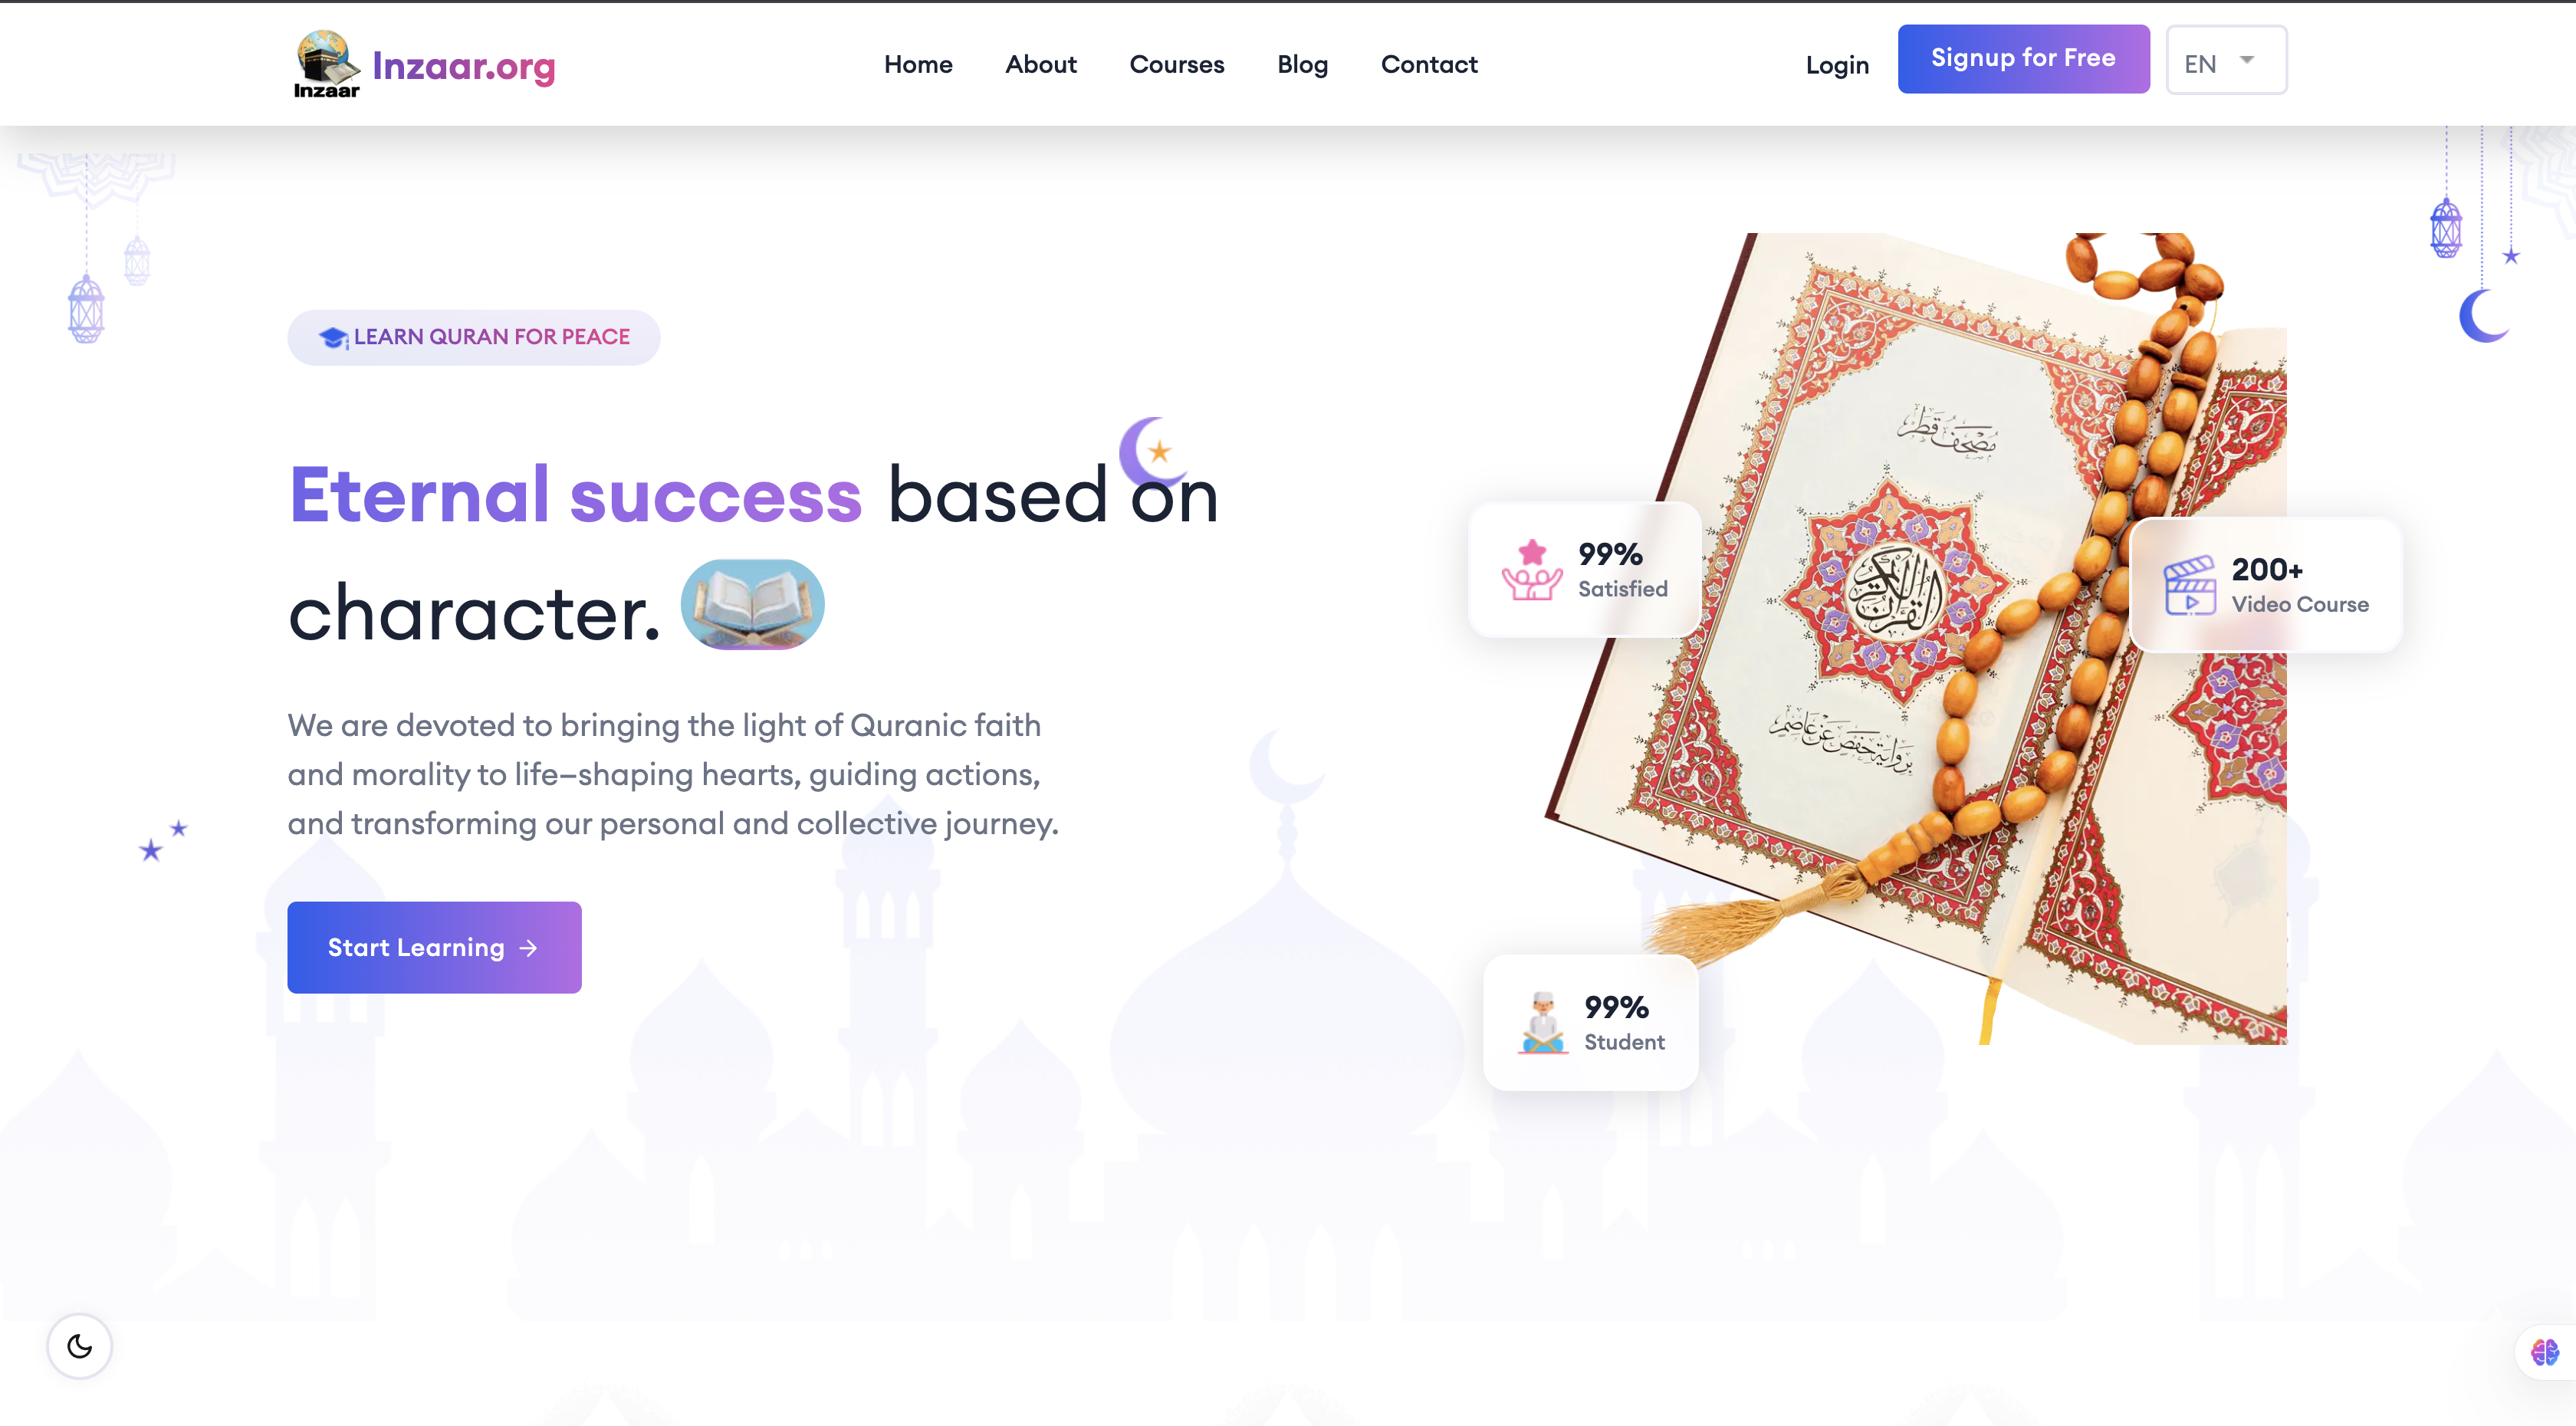 Inzaar
Inzaar.org
Home
About
Courses
Blog
Contact
Login
Signup for Free
EN
LEARN QURAN FOR PEACE
Eternal success based on
character.
We are devoted to bringing the light of Quranic faith
and morality to life—shaping hearts, guiding actions,
and transforming our personal and collective journey.
Start Learning →
مصحف قطر
القرآن الكريم
برواية حفص عن عاصم
99%
Satisfied
200+
Video Course
99%
Student